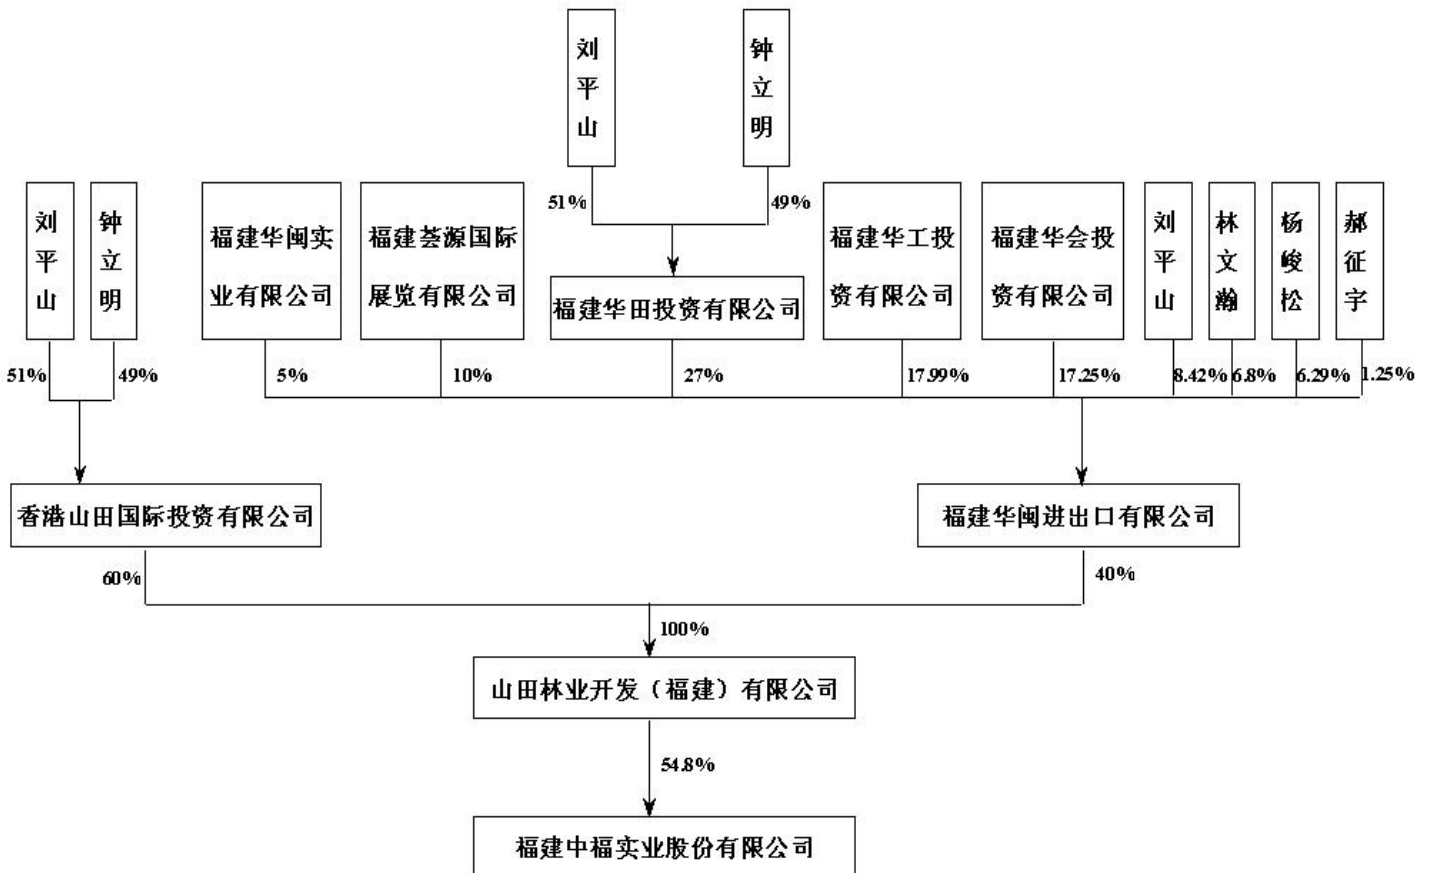 刘平山
钟立明
51%
49%
刘平山
钟立明
福建华闽实
业有限公司
福建荟源国际
展览有限公司
福建华田投资有限公司
福建华工投
资有限公司
福建华会投
资有限公司
刘平山
林文瀚
杨峻松
郝征宇
51%
49%
5%
10%
27%
17.99%
17.25%
8.42%
6.8%
6.29%
1.25%
香港山田国际投资有限公司
福建华闽进出口有限公司
60%
40%
100%
山田林业开发（福建）有限公司
54.8%
福建中福实业股份有限公司